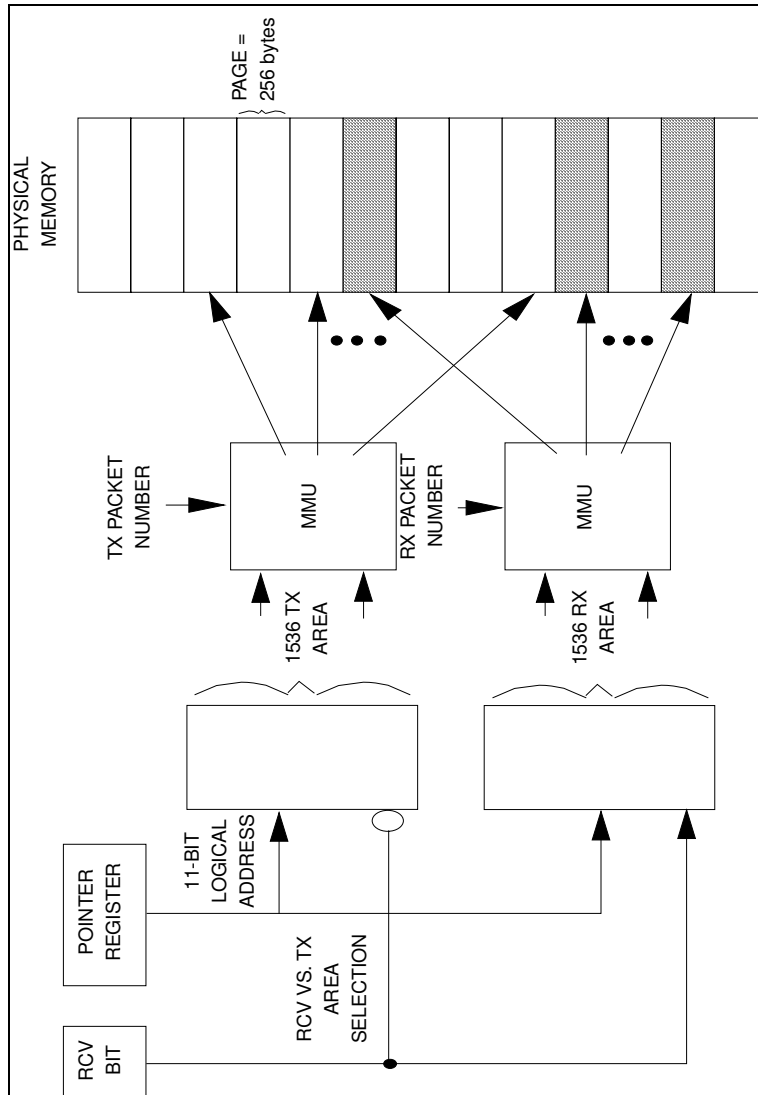 PHYSICAL
MEMORY
PAGE =
256 bytes
TX PACKET
NUMBER
MMU
RX PACKET
NUMBER
MMU
1536 TX
AREA
1536 RX
AREA
11-BIT
LOGICAL
ADDRESS
POINTER
REGISTER
RCV VS. TX
AREA
SELECTION
RCV
BIT